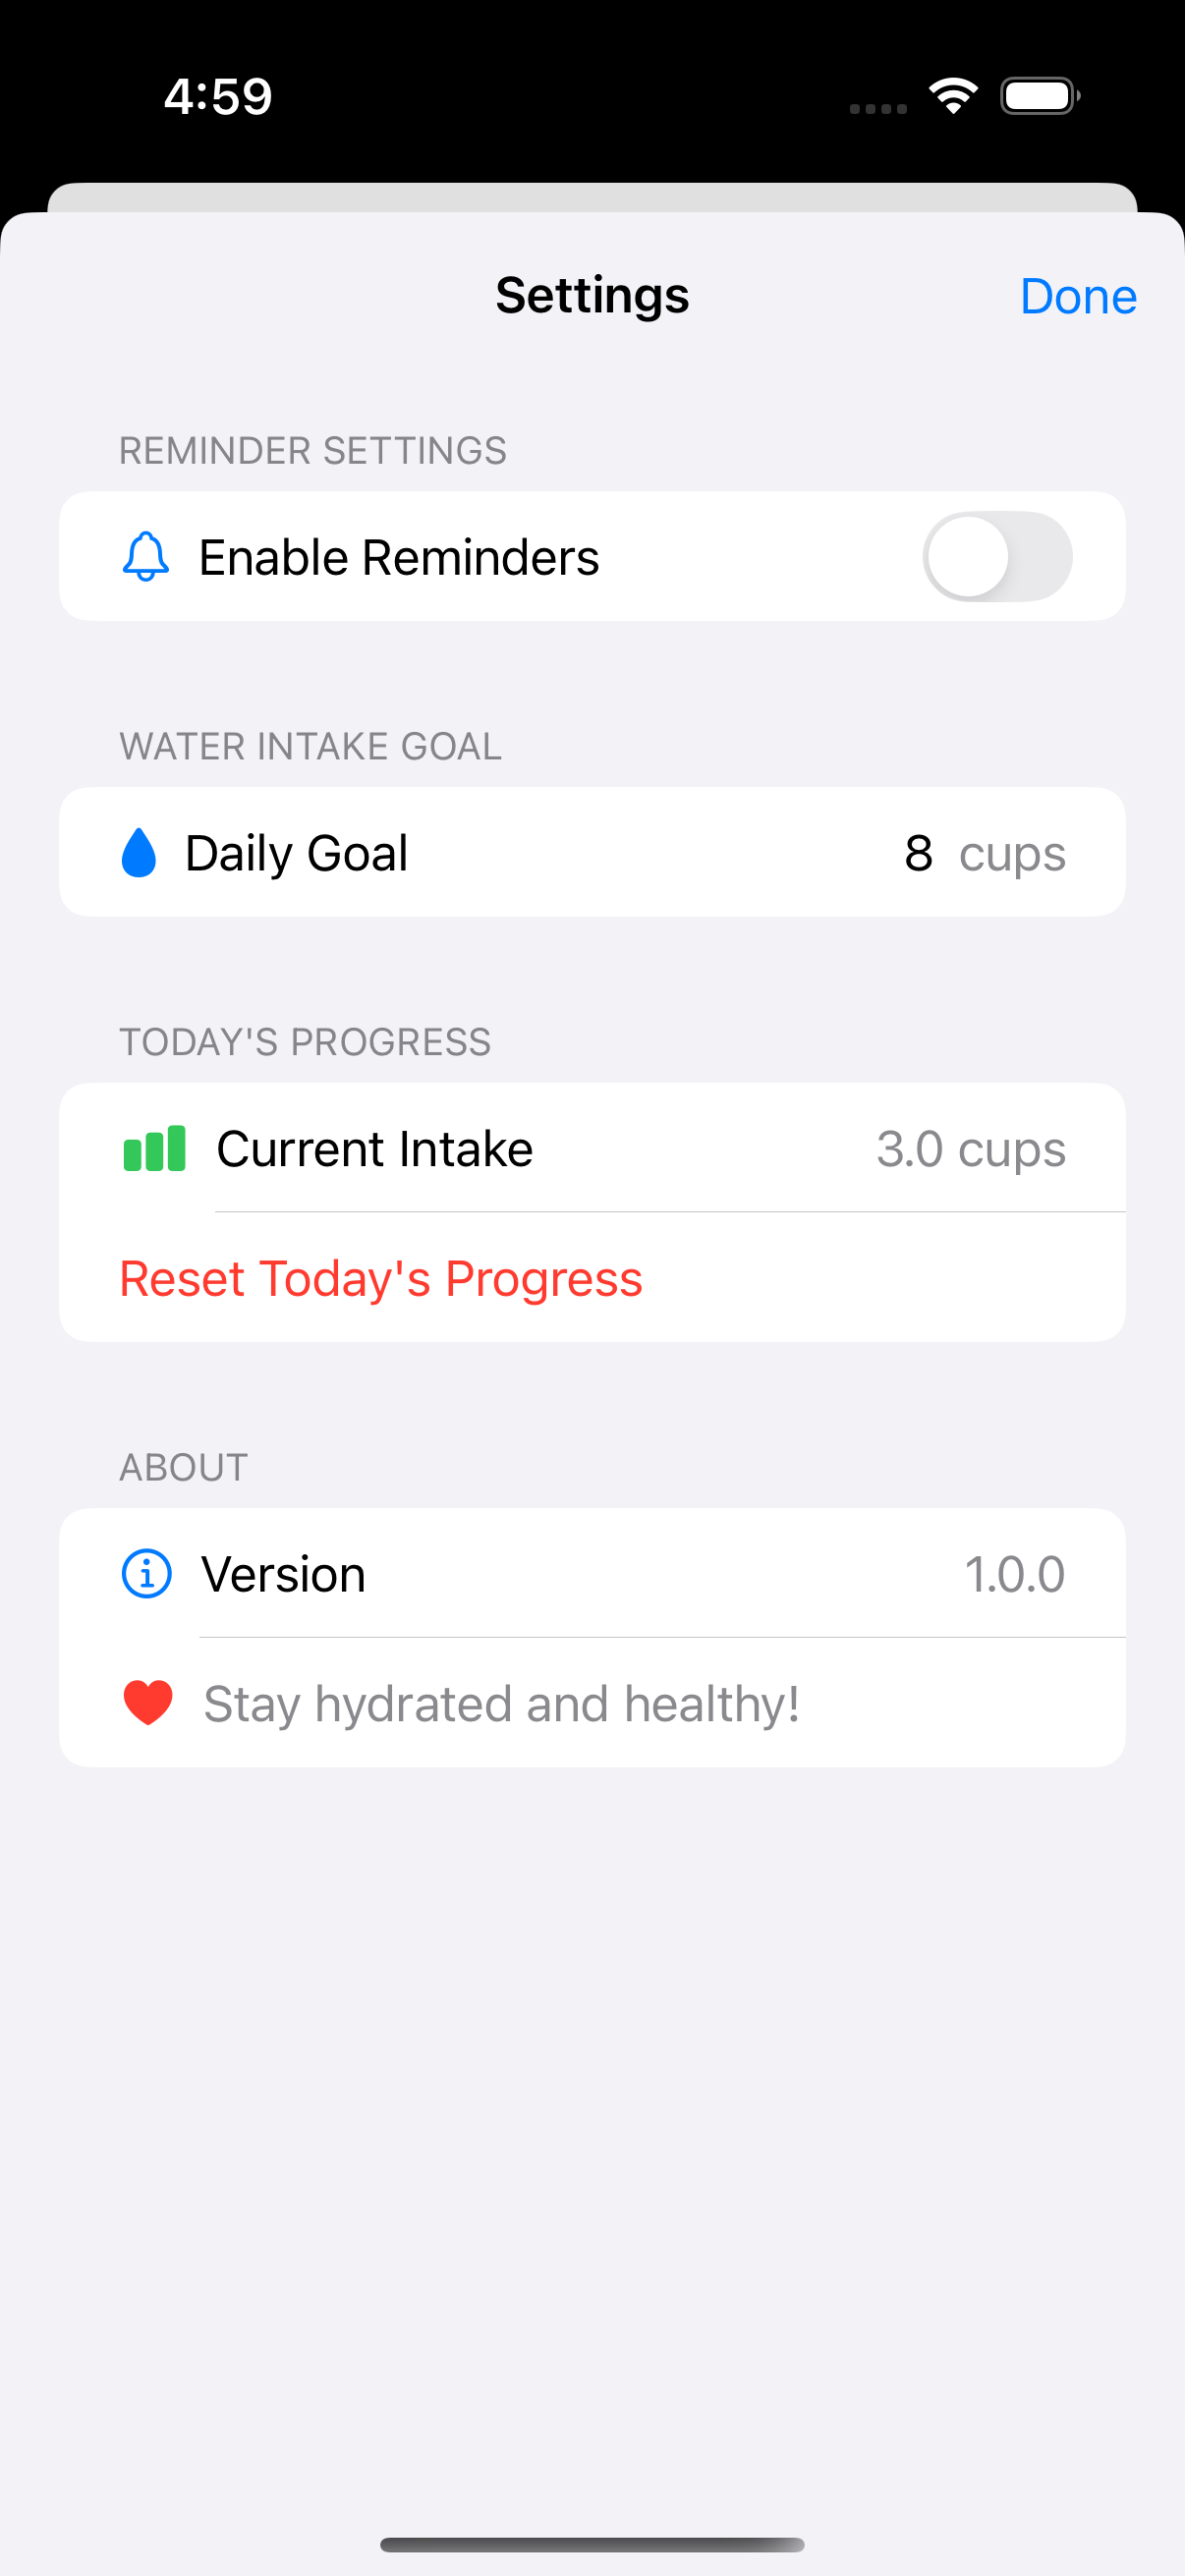 4:59
Settings
Done
REMINDER SETTINGS
Enable Reminders
WATER INTAKE GOAL
Daily Goal
8 cups
TODAY'S PROGRESS
Current Intake
3.0 cups
Reset Today's Progress
ABOUT
Version
1.0.0
Stay hydrated and healthy!